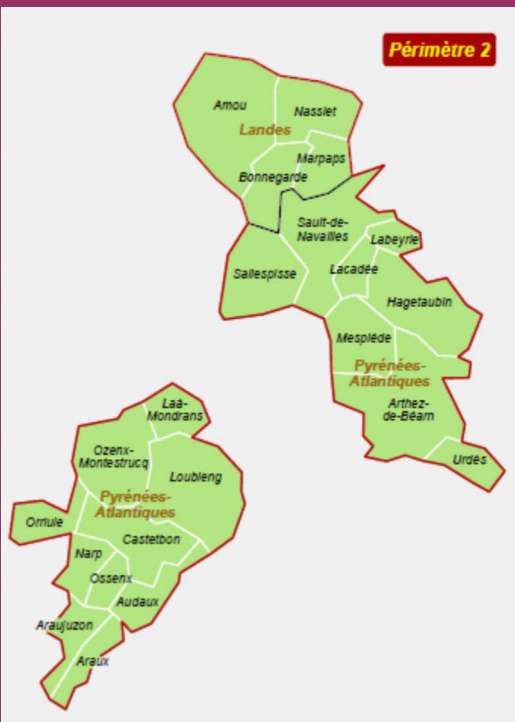 Périmètre 2
Amou
Nassiet
Landes
Marpaps
Bonnegarde
Sault-de-
Navailles
Labeyrie
Lacadée
Sallespisse
Hagetaubin
Mesplède
Pyrénées-
Atlantiques
Arthez-
de-Béarn
Urdès
Laà-
Mondrans
Ozenx-
Montestrucq
Loubieng
Pyrénées-
Atlantiques
Orriule
Castetbon
Narp
Ossenx
Audaux
Araujuzon
Araux